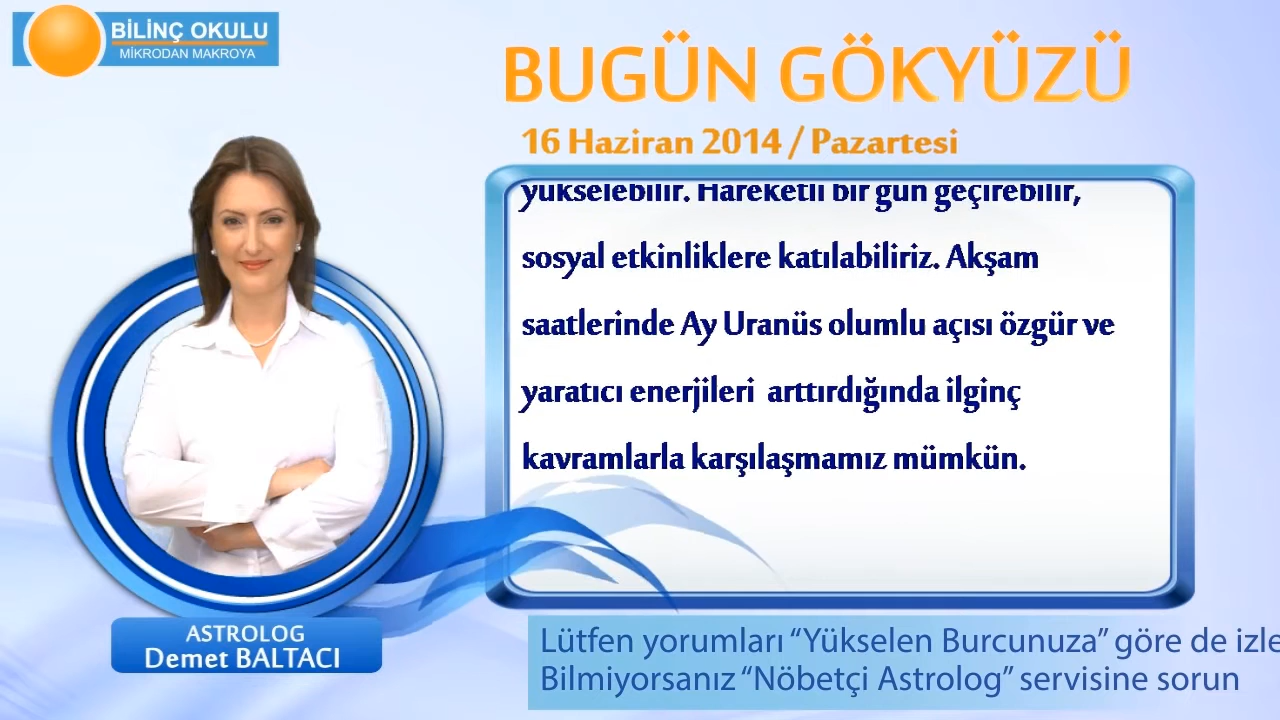 BİLİNÇ OKULU
MİKRODAN MAKROYA
BUGÜN GÖKYÜZÜ
16 Haziran 2014 / Pazartesi
yükselebilir. Hareketli bir gün geçirebilir,
sosyal etkinliklere katılabiliriz. Akşam
saatlerinde Ay Uranüs olumlu açısı özgür ve
yaratıcı enerjileri arttırdığında ilginç
kavramlarla karşılaşmamız mümkün.
ASTROLOG
Demet BALTACI
Lütfen yorumları “Yükselen Burcunuza” göre de izle
Bilmiyorsanız “Nöbetçi Astrolog” servisine sorun